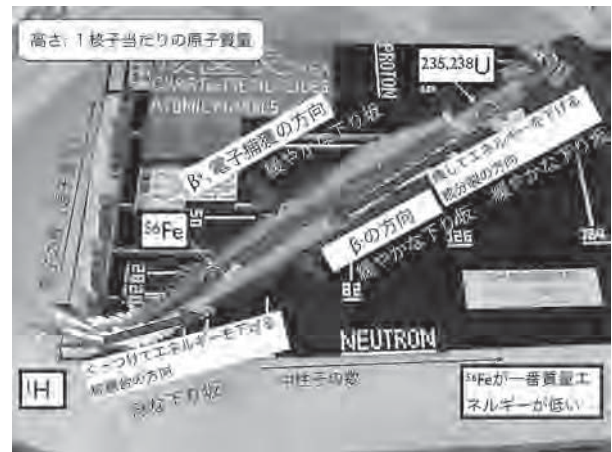 高さ: 1核子当たりの原子質量
ATOMIC
PROTON
235,238U
β+, 電子捕獲の方向
緩やかな下り坂
壊してエネルギーを下げる
核分裂の方向
緩やかな下り坂
β-の方向
緩やかな下り坂
56Fe
50
126
82
184
NEUTRON
中性子の数
くっつけてエネルギーを下げる
核融合の方向
急な下り坂
1H
56Feが一番質量エ
ネルギーが低い